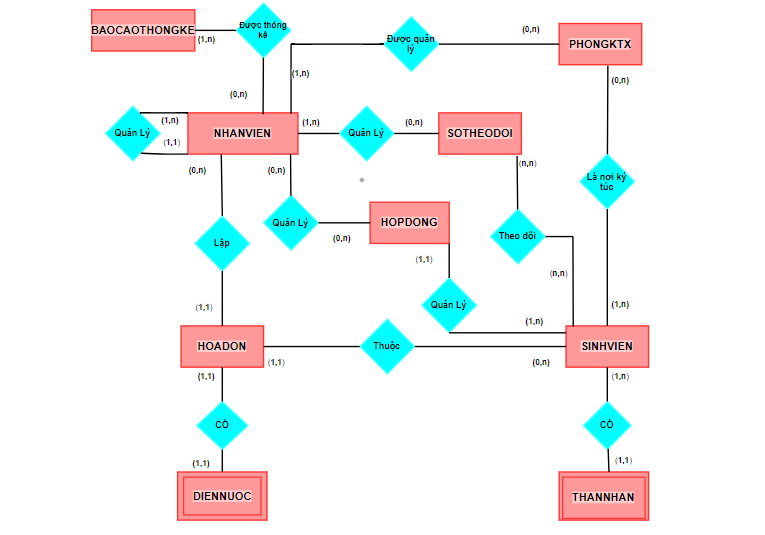 BAOCAOTHONGKE
(1,n)
Được thống
kê
(0,n)
(1,n)
Được quản
lý
(0,n)
PHONGKTX
(0,n)
Quản Lý
(1,n)
(1,1)
NHANVIEN
(1,n)
Quản Lý
(0,n)
SOTHEODOI
(n,n)
(0,n)
(0,n)
Là nơi ký
túc
Quản Lý
(0,n)
HOPDONG
(1,1)
Theo dõi
(n,n)
Lập
(1,1)
Quản Lý
(1,n)
(1,n)
HOADON
(1,1)
Thuộc
(0,n)
SINHVIEN
(1,1)
(1,n)
CÓ
CÓ
(1,1)
(1,1)
DIENNUOC
THANNHAN